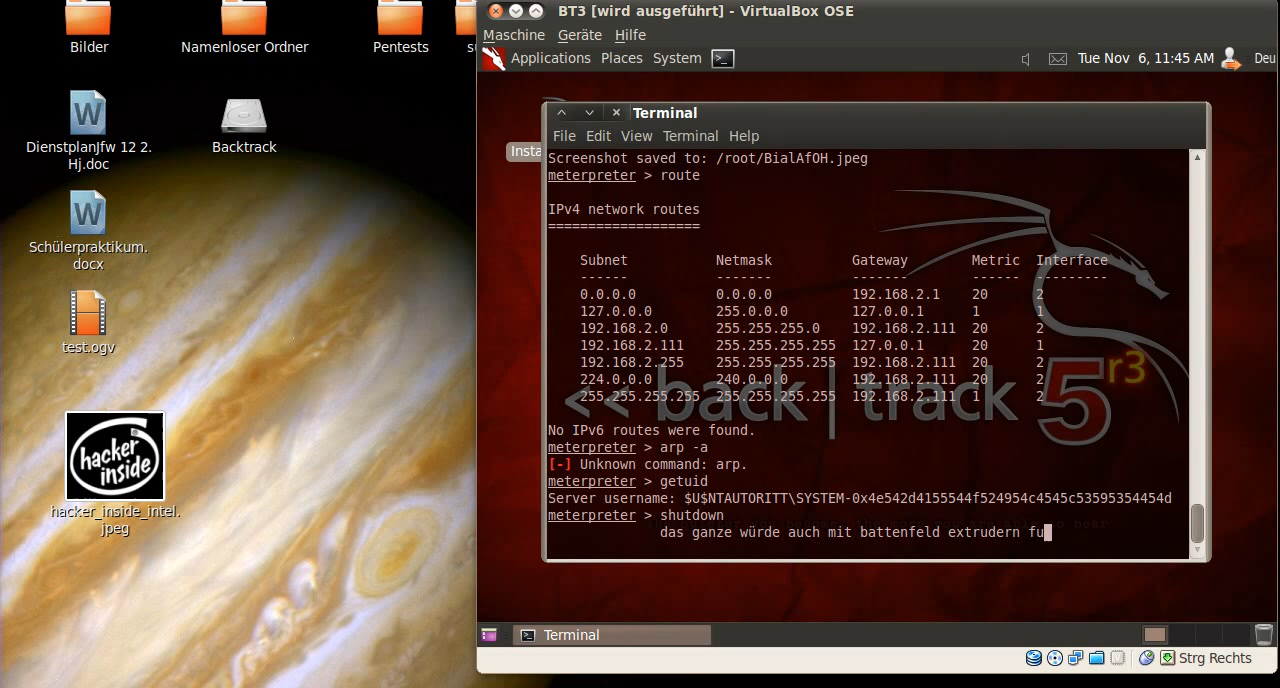 Bilder
Namenloser Ordner
Pentests
DienstplanJfw 12 2.
Hj.doc
Backtrack
Schülerpraktikum.
docx
test.ogv
hacker
inside
hacker_inside_intel.
jpeg
BT3 [wird ausgeführt] - VirtualBox OSE
Maschine Geräte Hilfe
Applications Places System
Tue Nov 6, 11:45 AM
Deu
Insta
Terminal
File Edit View Terminal Help
Screenshot saved to: /root/BialAfOH.jpeg
meterpreter > route
IPv4 network routes
===================
Subnet Netmask Gateway Metric Interface
------ ------- ------- ------ ---------
0.0.0.0 0.0.0.0 192.168.2.1 20 2
127.0.0.0 255.0.0.0 127.0.0.1 1 1
192.168.2.0 255.255.255.0 192.168.2.111 20 2
192.168.2.111 255.255.255.255 127.0.0.1 20 1
192.168.2.255 255.255.255.255 192.168.2.111 20 2
224.0.0.0 240.0.0.0 192.168.2.111 20 2
255.255.255.255 255.255.255.255 192.168.2.111 1 2
<< back | track 5 r3
No IPv6 routes were found.
meterpreter > arp -a
[-] Unknown command: arp.
meterpreter > getuid
Server username: $U$NTAUTORITT\SYSTEM-0x4e542d4155544f524954c4545c53595354454d
meterpreter > shutdown
das ganze würde auch mit battenfeld extrudern fu
Terminal
Strg Rechts